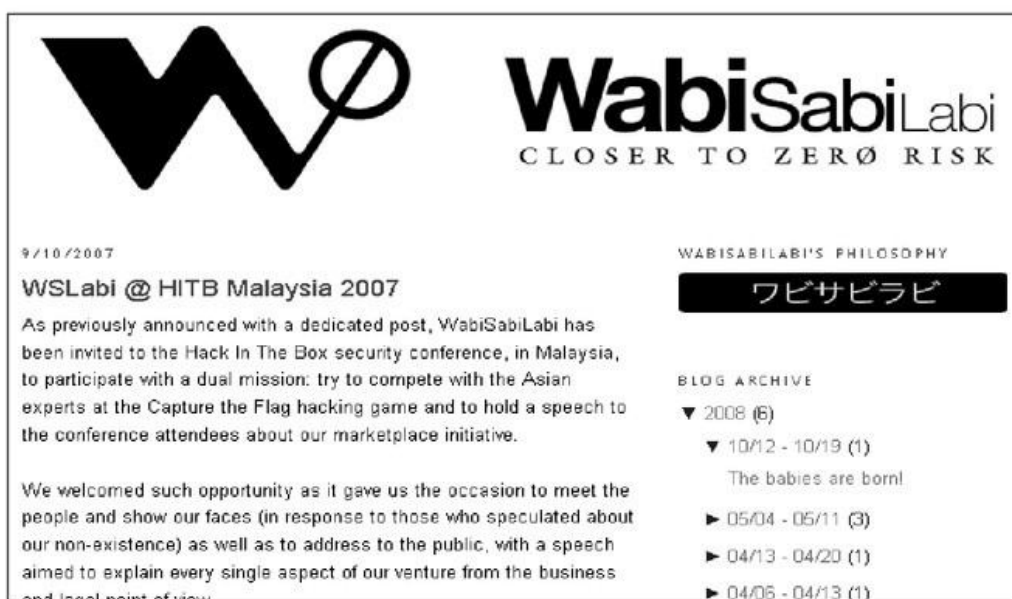 WabiSabiLabi
CLOSER TO ZERØ RISK
9/10/2007
WSLabi @ HITB Malaysia 2007
As previously announced with a dedicated post, WabiSabiLabi has
been invited to the Hack In The Box security conference, in Malaysia,
to participate with a dual mission: try to compete with the Asian
experts at the Capture the Flag hacking game and to hold a speech to
the conference attendees about our marketplace initiative.
We welcomed such opportunity as it gave us the occasion to meet the
people and show our faces (in response to those who speculated about
our non-existence) as well as to address to the public, with a speech
aimed to explain every single aspect of our venture from the business
and legal point of view
WABISABILABI'S PHILOSOPHY
ワビサビラビ
BLOG ARCHIVE
▼ 2008 (6)
▼ 10/12 - 10/19 (1)
The babies are born!
► 05/04 - 05/11 (3)
► 04/13 - 04/20 (1)
► 04/06 - 04/13 (1)